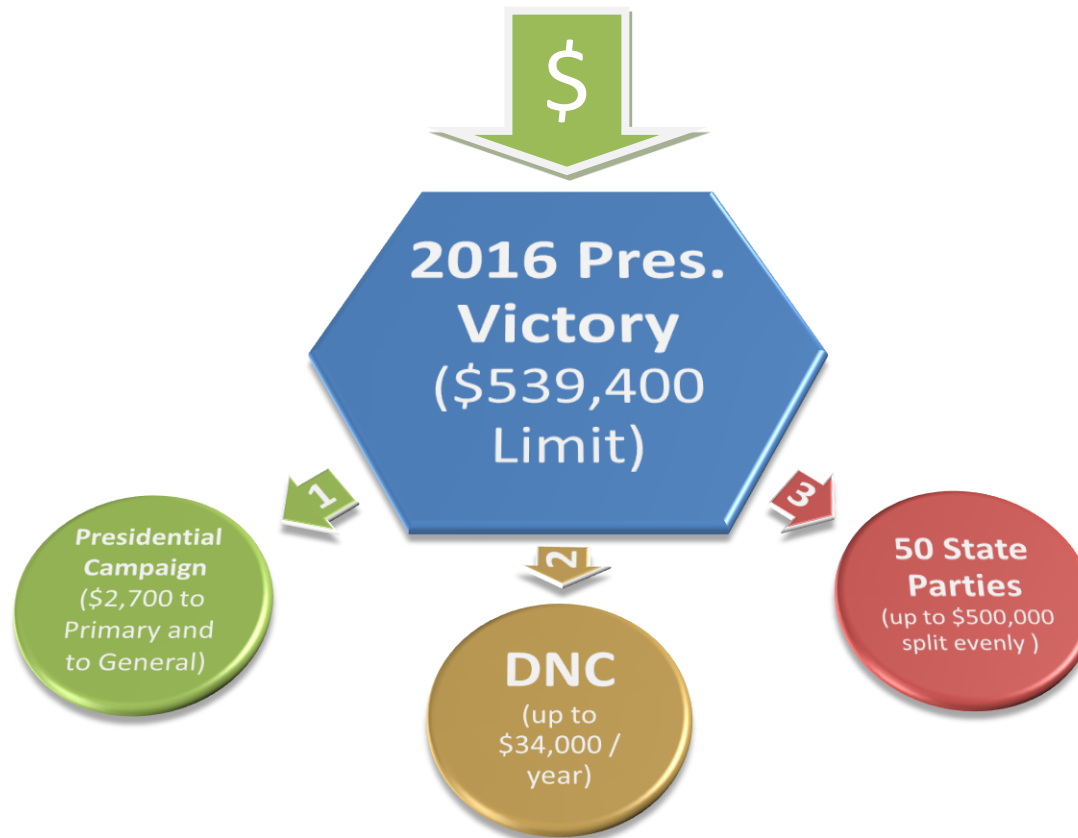 $
2016 Pres.
Victory
($539,400
Limit)
1
2
3
Presidential
Campaign
($2,700 to
Primary and
to General)
DNC
(up to
$34,000 /
year)
50 State
Parties
(up to $500,000
split evenly )